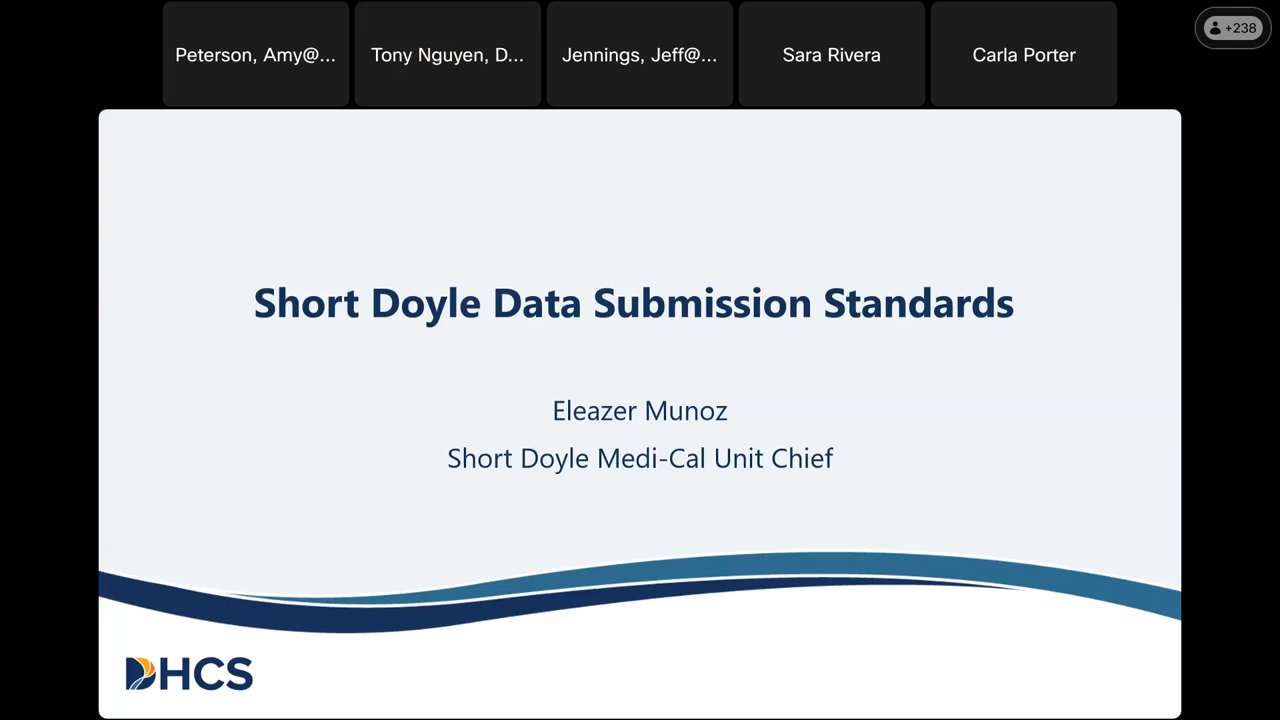 Peterson, Amy@...
Tony Nguyen, D...
Jennings, Jeff@...
Sara Rivera
Carla Porter
+238
Short Doyle Data Submission Standards
Eleazer Munoz
Short Doyle Medi-Cal Unit Chief
DHCS